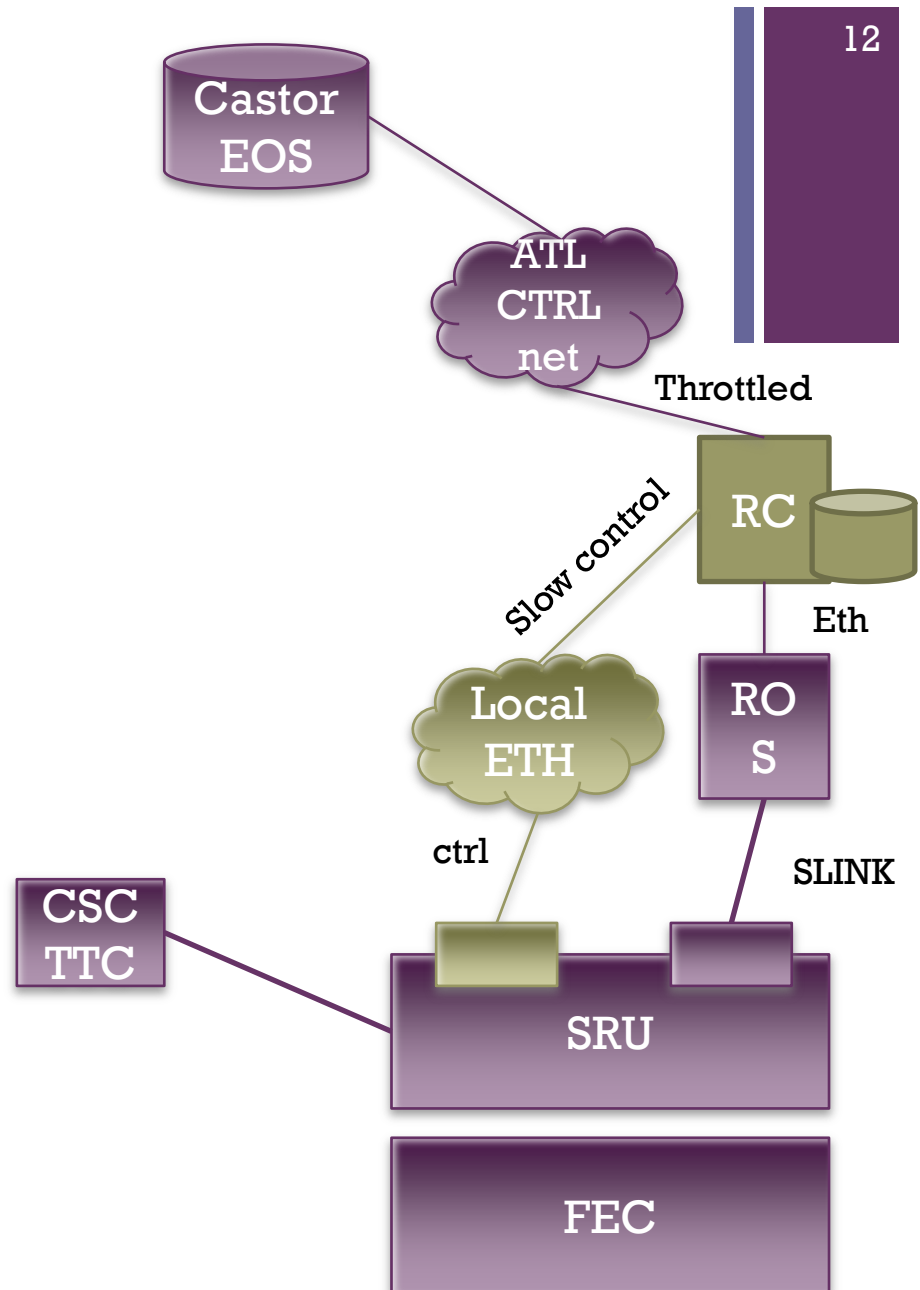 12
Castor
EOS
ATL
CTRL
net
Throttled
RC
Slow control
Eth
Local
ETH
RO
S
ctrl
SLINK
CSC
TTC
SRU
FEC